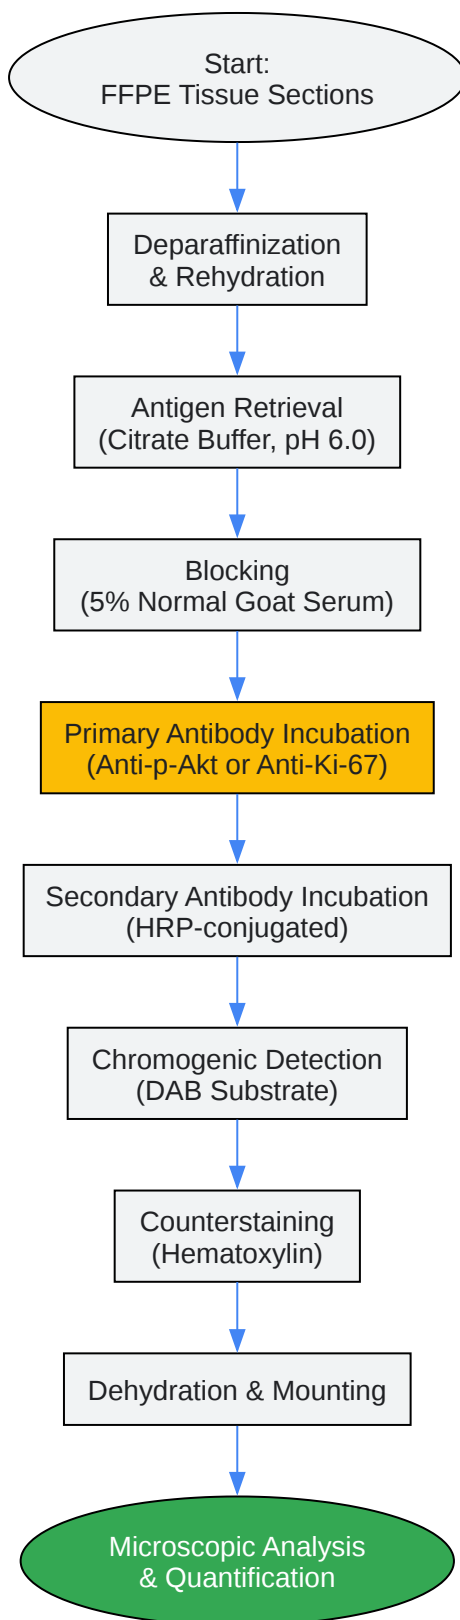 Start:
FFPE Tissue Sections
Deparaffinization
& Rehydration
Antigen Retrieval
(Citrate Buffer, pH 6.0)
Blocking
(5% Normal Goat Serum)
Primary Antibody Incubation
(Anti-p-Akt or Anti-Ki-67)
Secondary Antibody Incubation
(HRP-conjugated)
Chromogenic Detection
(DAB Substrate)
Counterstaining
(Hematoxylin)
Dehydration & Mounting
Microscopic Analysis
& Quantification